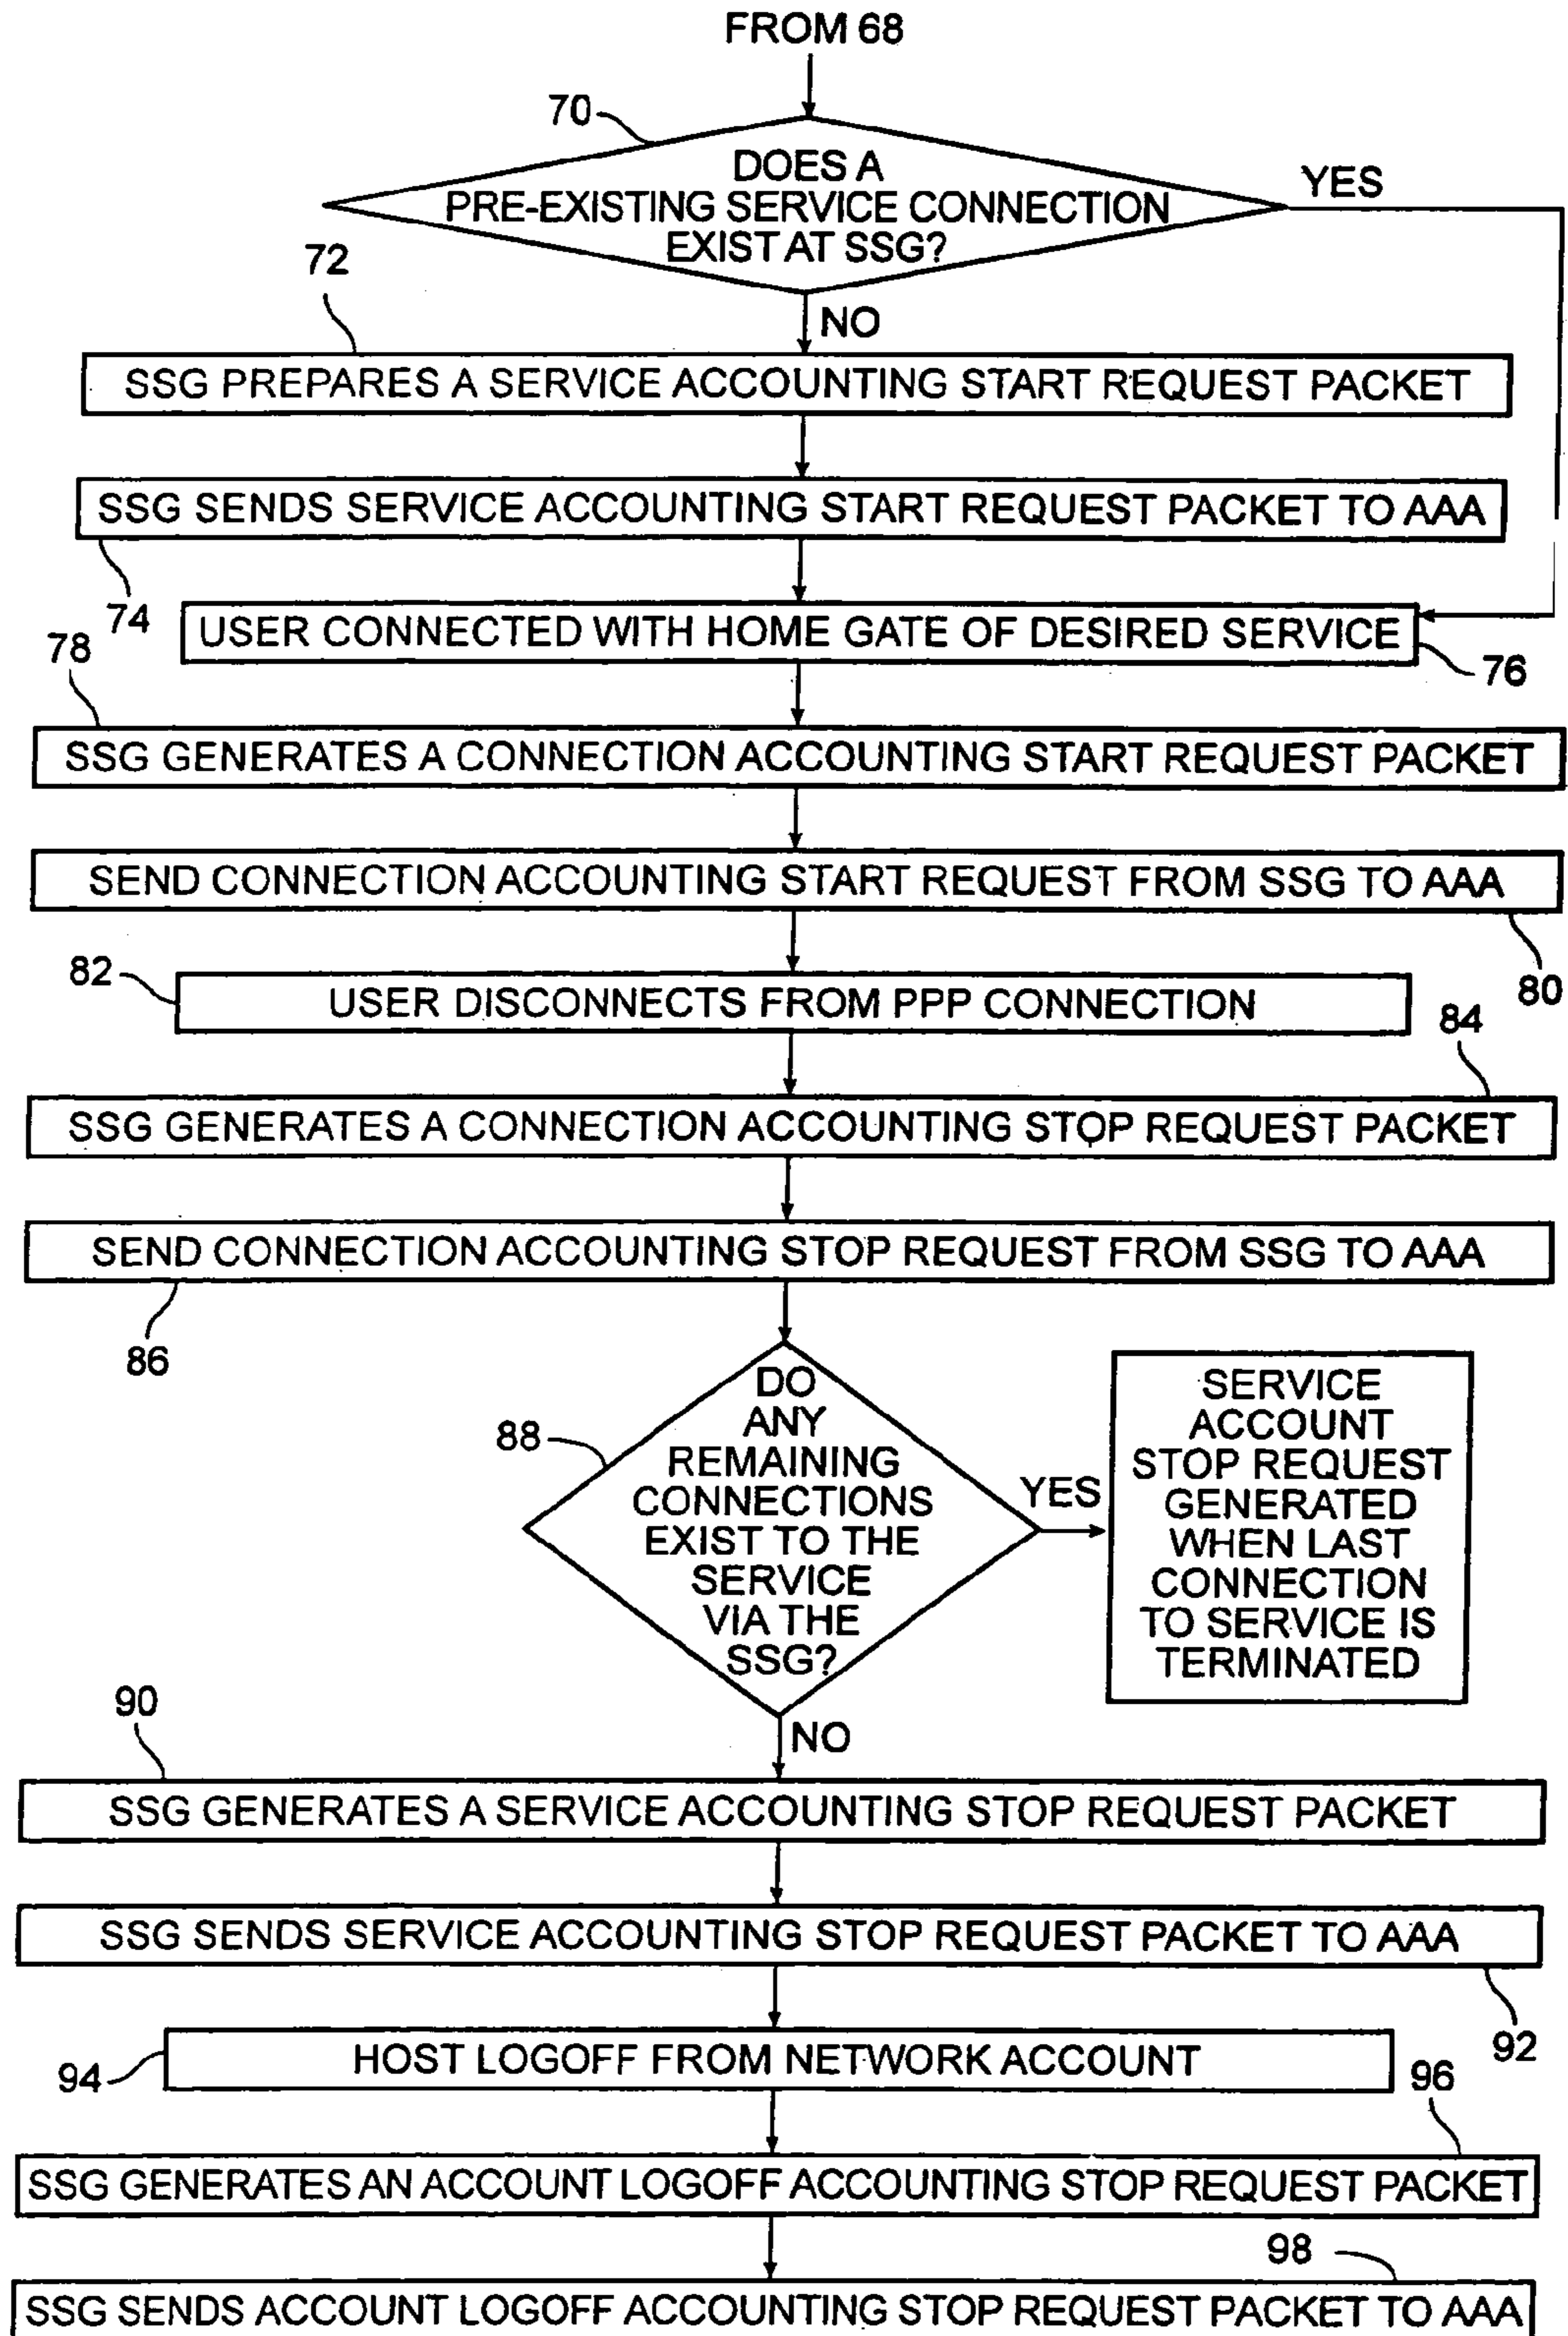 FROM 68
70
DOES A
PRE-EXISTING SERVICE CONNECTION
EXIST AT SSG?
YES
72
NO
SSG PREPARES A SERVICE ACCOUNTING START REQUEST PACKET
SSG SENDS SERVICE ACCOUNTING START REQUEST PACKET TO AAA
74
USER CONNECTED WITH HOME GATE OF DESIRED SERVICE
76
78
SSG GENERATES A CONNECTION ACCOUNTING START REQUEST PACKET
SEND CONNECTION ACCOUNTING START REQUEST FROM SSG TO AAA
80
82
USER DISCONNECTS FROM PPP CONNECTION
84
SSG GENERATES A CONNECTION ACCOUNTING STOP REQUEST PACKET
SEND CONNECTION ACCOUNTING STOP REQUEST FROM SSG TO AAA
86
88
DO
ANY
REMAINING
CONNECTIONS
EXIST TO THE
SERVICE
VIA THE
SSG?
YES
SERVICE
ACCOUNT
STOP REQUEST
GENERATED
WHEN LAST
CONNECTION
TO SERVICE IS
TERMINATED
NO
90
SSG GENERATES A SERVICE ACCOUNTING STOP REQUEST PACKET
SSG SENDS SERVICE ACCOUNTING STOP REQUEST PACKET TO AAA
92
94
HOST LOGOFF FROM NETWORK ACCOUNT
96
SSG GENERATES AN ACCOUNT LOGOFF ACCOUNTING STOP REQUEST PACKET
98
SSG SENDS ACCOUNT LOGOFF ACCOUNTING STOP REQUEST PACKET TO AAA